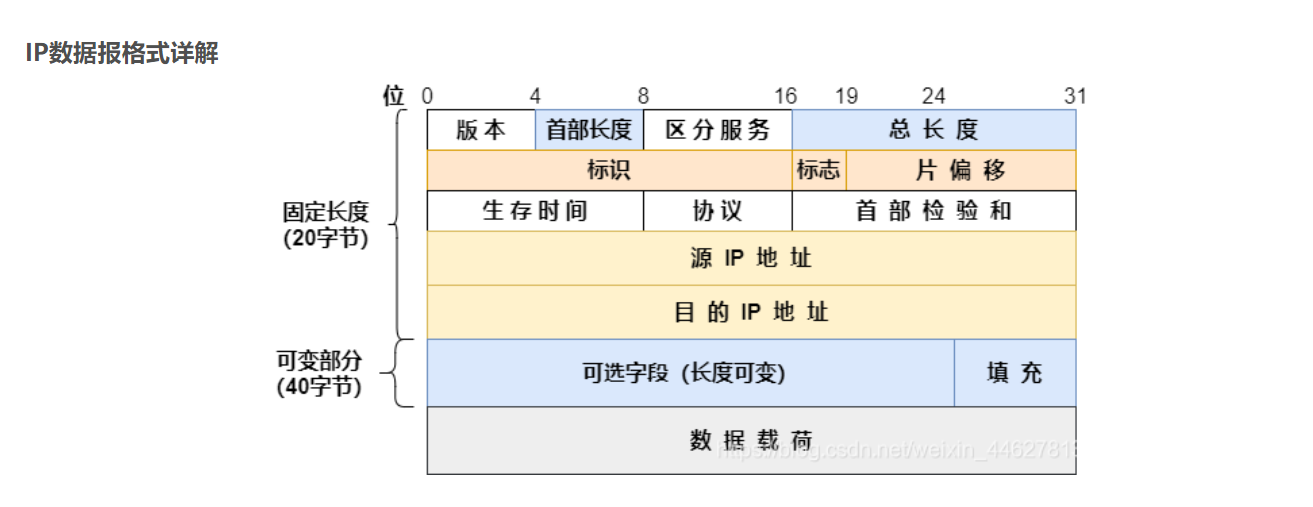 IP数据报格式详解
位 0 4 8 16 19 24 31
版本 首部长度 区分服务 总长度
标识 标志 片偏移
固定长度
(20字节)
生存时间 协议 首部检验和
源 IP 地址
目的 IP 地址
可变部分
(40字节)
可选字段 (长度可变) 填充
数据载荷
https://blog.csdn.net/weixin_4462781